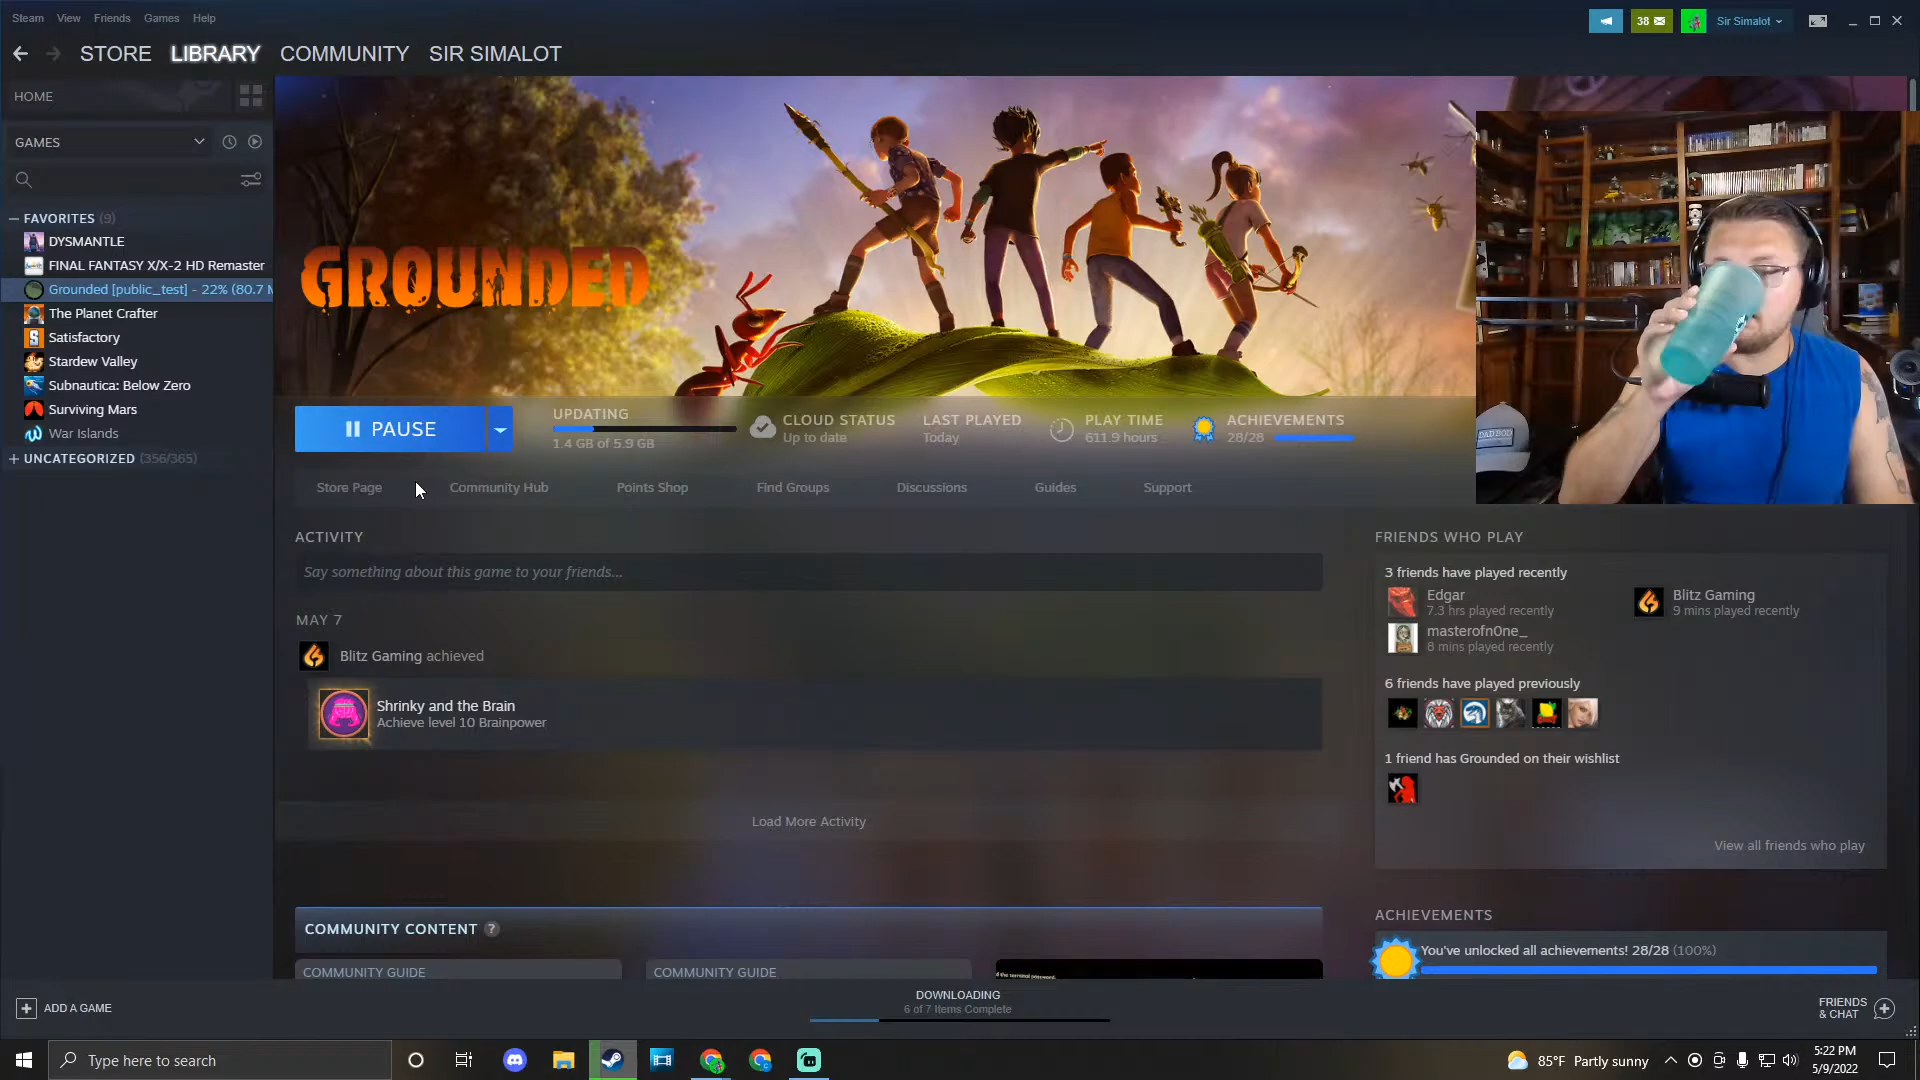 Steam View Friends Games Help
38 Sir Simalot
STORE LIBRARY COMMUNITY SIR SIMALOT
HOME
GAMES
FAVORITES (9)
DYSMANTLE
FINAL FANTASY X/X-2 HD Remaster
Grounded [public_test] - 22% (80.7 M
The Planet Crafter
Satisfactory
Stardew Valley
Subnautica: Below Zero
Surviving Mars
War Islands
UNCATEGORIZED (356/365)
GROUNDED
DAD BOD
PAUSE
UPDATING
1.4 GB of 5.9 GB
CLOUD STATUS
Up to date
LAST PLAYED
Today
PLAY TIME
611.9 hours
ACHIEVEMENTS
28/28
Store Page Community Hub Points Shop Find Groups Discussions Guides Support
ACTIVITY
Say something about this game to your friends...
MAY 7
Blitz Gaming achieved
Shrinky and the Brain
Achieve level 10 Brainpower
Load More Activity
FRIENDS WHO PLAY
3 friends have played recently
Edgar
7.3 hrs played recently
Blitz Gaming
9 mins played recently
masterofn0ne_
8 mins played recently
6 friends have played previously
1 friend has Grounded on their wishlist
View all friends who play
COMMUNITY CONTENT ?
COMMUNITY GUIDE
COMMUNITY GUIDE
ACHIEVEMENTS
You've unlocked all achievements! 28/28 (100%)
ADD A GAME
DOWNLOADING
6 of 7 Items Complete
FRIENDS
& CHAT
Type here to search
85°F Partly sunny
5:22 PM
5/9/2022